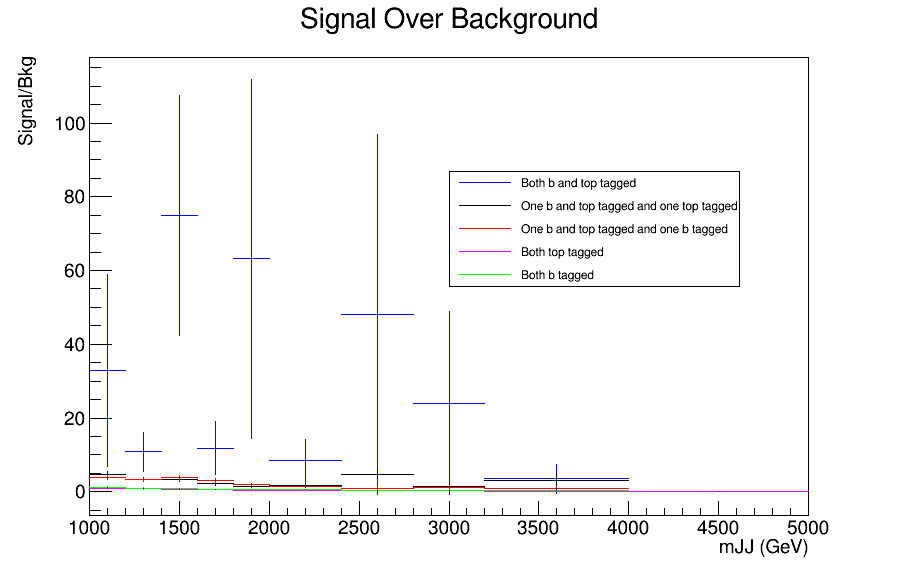 Signal Over Background
Signal/Bkg
100
80
60
40
20
0
Both b and top tagged
One b and top tagged and one top tagged
One b and top tagged and one b tagged
Both top tagged
Both b tagged
1000 1500 2000 2500 3000 3500 4000 4500 5000
mJJ (GeV)